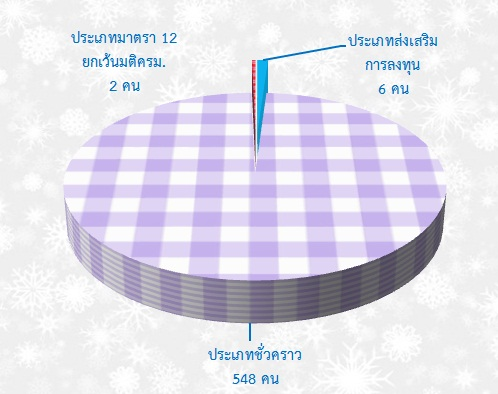 ประเภทมาตรา 12
ยกเว้นมติครม.
2 คน
ประเภทส่งเสริม
การลงทุน
6 คน
ประเภทชั่วคราว
548 คน